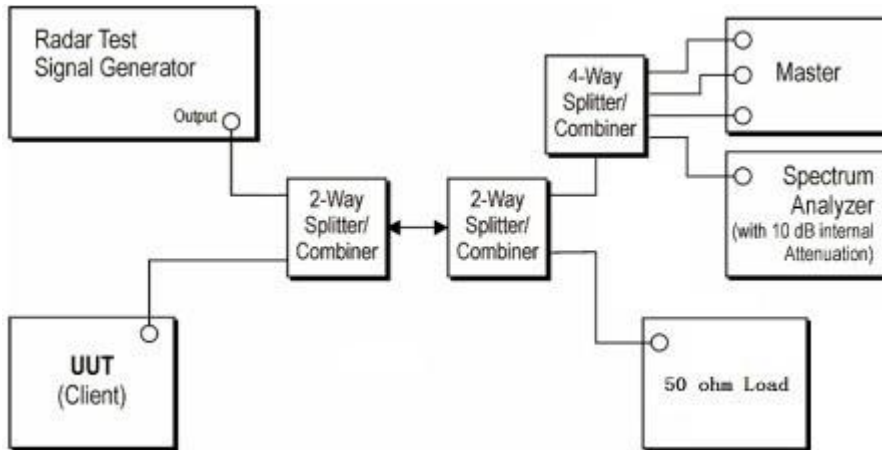 Radar Test
Signal Generator
Output
4-Way
Splitter/
Combiner
Master
2-Way
Splitter/
Combiner
2-Way
Splitter/
Combiner
Spectrum
Analyzer
(with 10 dB internal
Attenuation)
UUT
(Client)
50 ohm Load